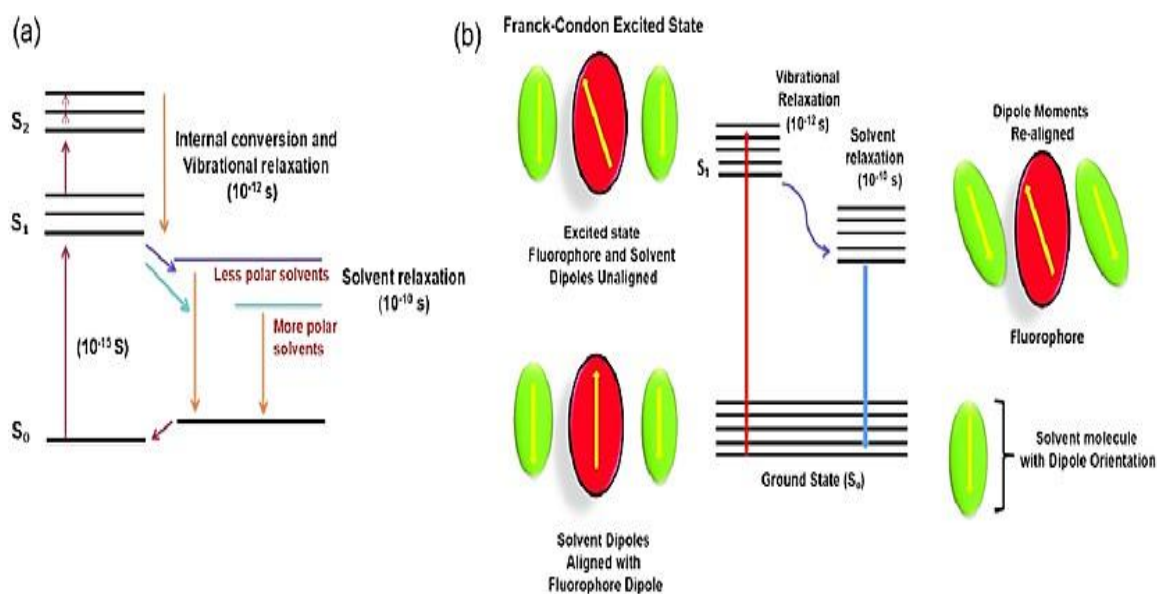 (a)
S2
S1
S0
Internal conversion and
Vibrational relaxation
(10-12 s)
Less polar solvents
Solvent relaxation
(10-10 s)
More polar
solvents
(10-15 S)
(b)
Franck-Condon Excited State
Excited state
Fluorophore and Solvent
Dipoles Unaligned
Solvent Dipoles
Aligned with
Fluorophore Dipole
Vibrational
Relaxation
(10-12 s)
S1
Solvent
relaxation
(10-10 s)
Ground State (So)
Dipole Moments
Re-aligned
Fluorophore
Solvent molecule
with Dipole Orientation